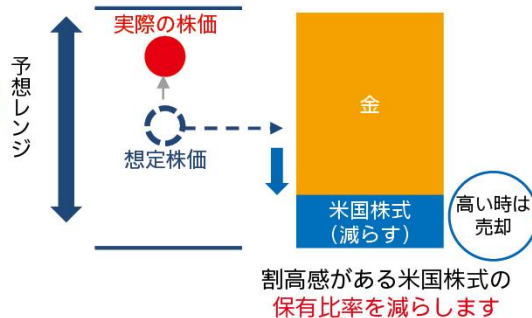 予想レンジ
実際の株価
想定株価
金
米国株式
(減らす)
高い時は
売却
割高感がある米国株式の
保有比率を減らします